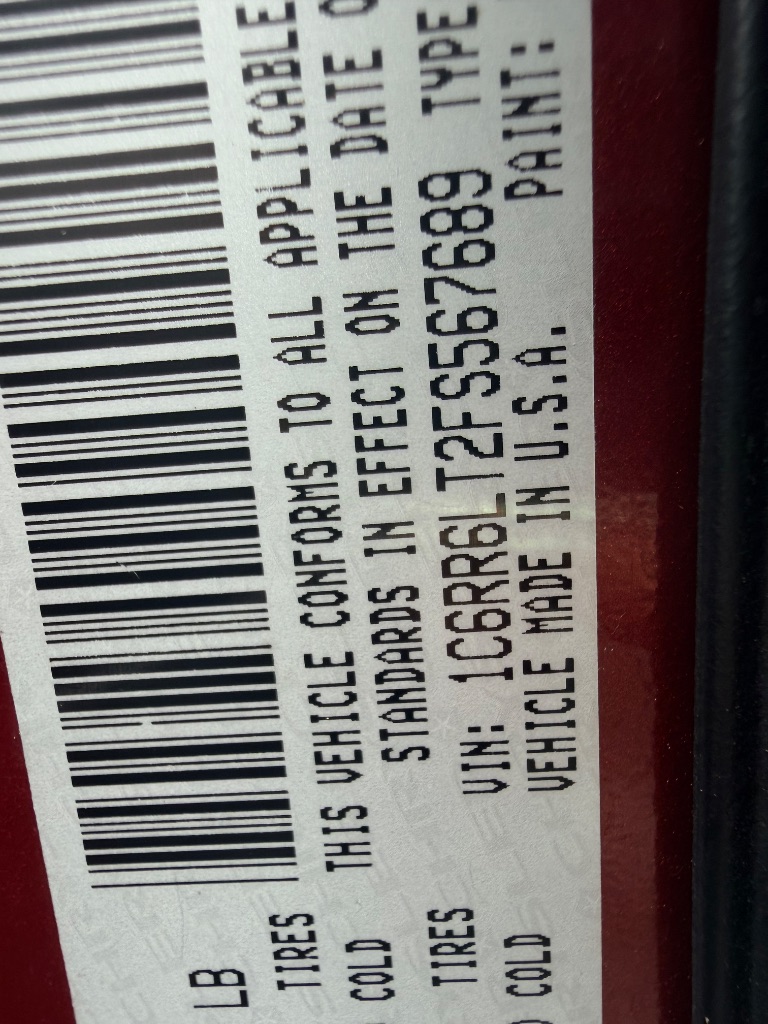 LB
TIRES
COLD
THIS VEHICLE CONFORMS TO ALL APPLICABLE
STANDARDS IN EFFECT ON THE DATE O
TIRES
VIN: 1C6RR6LT2FS567689 TYPE
COLD
VEHICLE MADE IN U.S.A. PAINT: